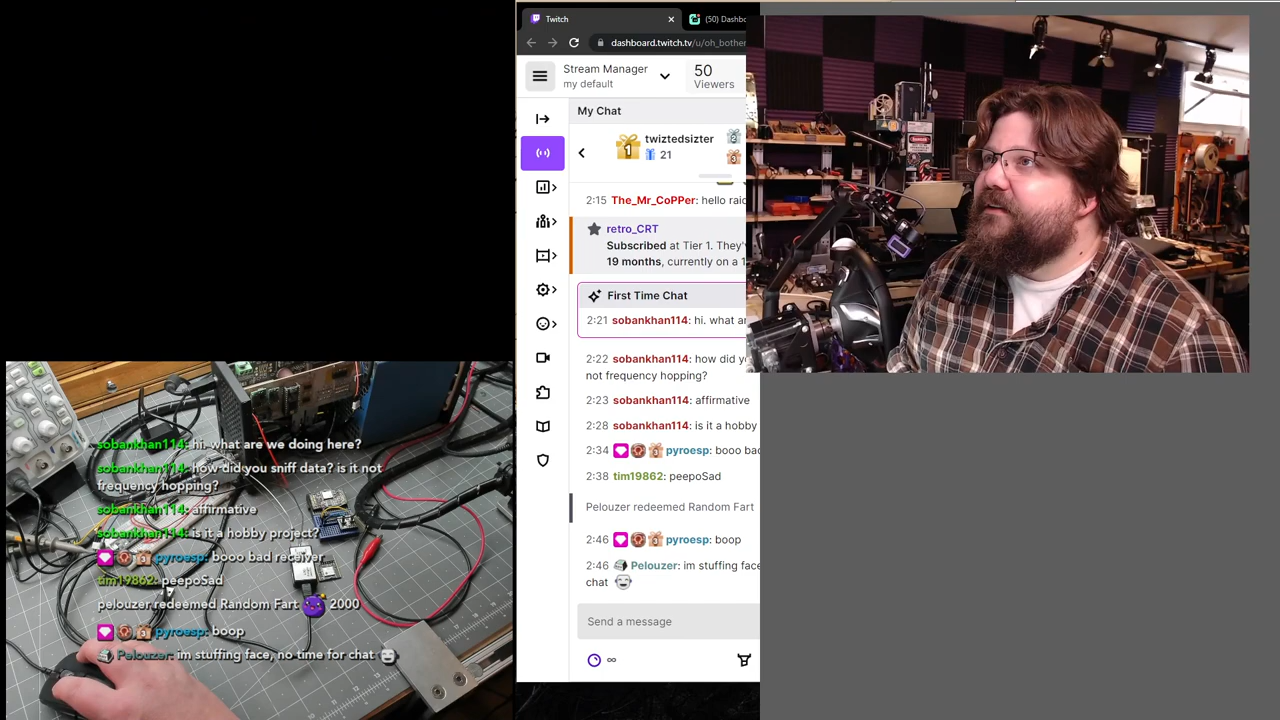 Twitch
(50) Dashbo
dashboard.twitch.tv/u/oh_bother
Stream Manager
my default
50
Viewers
My Chat
1
twiztedsizter
21
2:15 The_Mr_CoPPer: hello raid
retro_CRT
Subscribed at Tier 1. They'
19 months, currently on a 1
First Time Chat
2:21 sobankhan114: hi. what ar
2:22 sobankhan114: how did yo
not frequency hopping?
2:23 sobankhan114: affirmative
2:28 sobankhan114: is it a hobby
2:34 pyroesp: booo bad
2:38 tim19862: peepoSad
Pelouzer redeemed Random Fart
2:46 pyroesp: boop
2:46 Pelouzer: im stuffing face
chat
Send a message
sobankhan114: hi. what are we doing here?
sobankhan114: how did you sniff data? is it not
frequency hopping?
sobankhan114: affirmative
sobankhan114: is it a hobby project?
pyroesp: booo bad receiver
tim19862: peepoSad
pelouzer redeemed Random Fart 2000
pyroesp: boop
Pelouzer: im stuffing face, no time for chat
DANGER